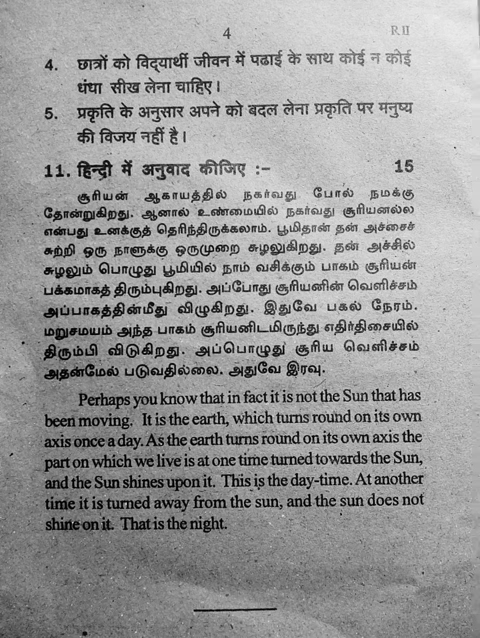 4
R II
4. छात्रों को विद्यार्थी जीवन में पढाई के साथ कोई न कोई
धंधा सीख लेना चाहिए।
5. प्रकृति के अनुसार अपने को बदल लेना प्रकृति पर मनुष्य
की विजय नहीं है।
11. हिन्दी में अनुवाद कीजिए :- 15
சூரியன் ஆகாயத்தில் நகர்வது போல் நமக்கு
தோன்றுகிறது. ஆனால் உண்மையில் நகர்வது சூரியனல்ல
என்பது உனக்குத் தெரிந்திருக்கலாம். பூமிதான் தன் அச்சைச்
சுற்றி ஒரு நாளுக்கு ஒருமுறை சுழலுகிறது. தன் அச்சில்
சுழலும் பொழுது பூமியில் நாம் வசிக்கும் பாகம் சூரியன்
பக்கமாகத் திரும்புகிறது. அப்போது சூரியனின் வெளிச்சம்
அப்பாகத்தின்மீது விழுகிறது. இதுவே பகல் நேரம்.
மறுசமயம் அந்த பாகம் சூரியனிடமிருந்து எதிர்திசையில்
திரும்பி விடுகிறது. அப்பொழுது சூரிய வெளிச்சம்
அதன்மேல் படுவதில்லை. அதுவே இரவு.
Perhaps you know that in fact it is not the Sun that has
been moving. It is the earth, which turns round on its own
axis once a day. As the earth turns round on its own axis the
part on which we live is at one time turned towards the Sun,
and the Sun shines upon it. This is the day-time. At another
time it is turned away from the sun, and the sun does not
shine on it. That is the night.